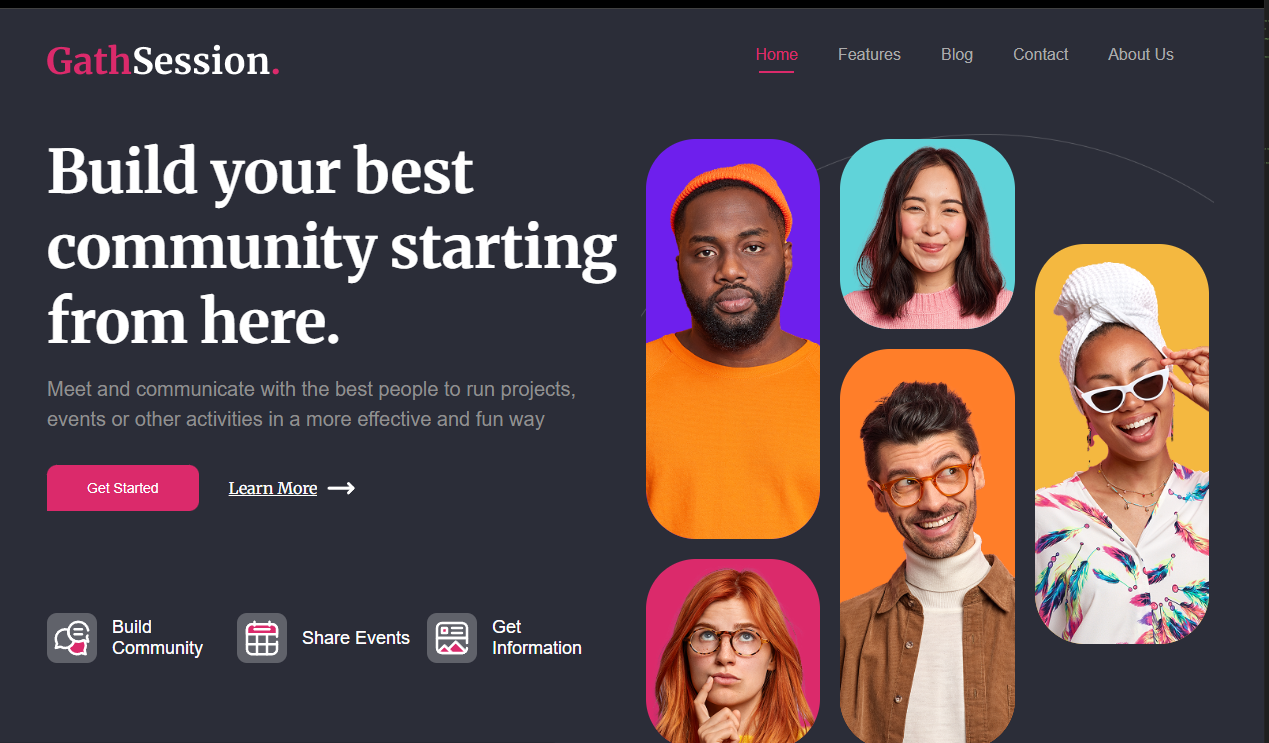 GathSession.
Home Features Blog Contact About Us
Build your best
community starting
from here.
Meet and communicate with the best people to run projects,
events or other activities in a more effective and fun way
Get Started
Learn More
Build
Community
Share Events
Get
Information